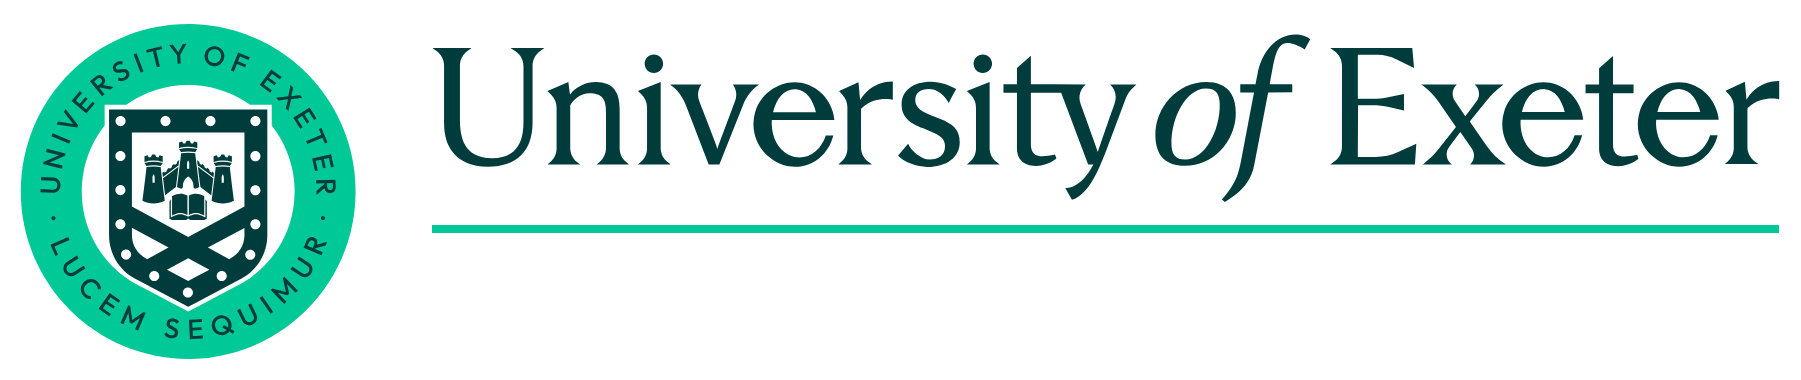 UNIVERSITY OF EXETER
· LUCEM SEQUIMUR ·
University of Exeter